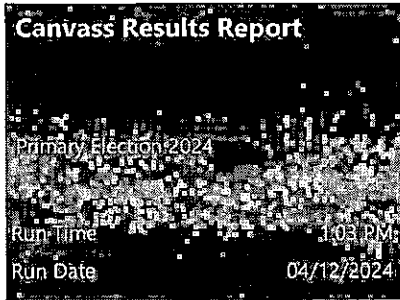 Canvass Results Report
Primary Election 2024
Run Time 1:03 PM
Run Date 04/12/2024